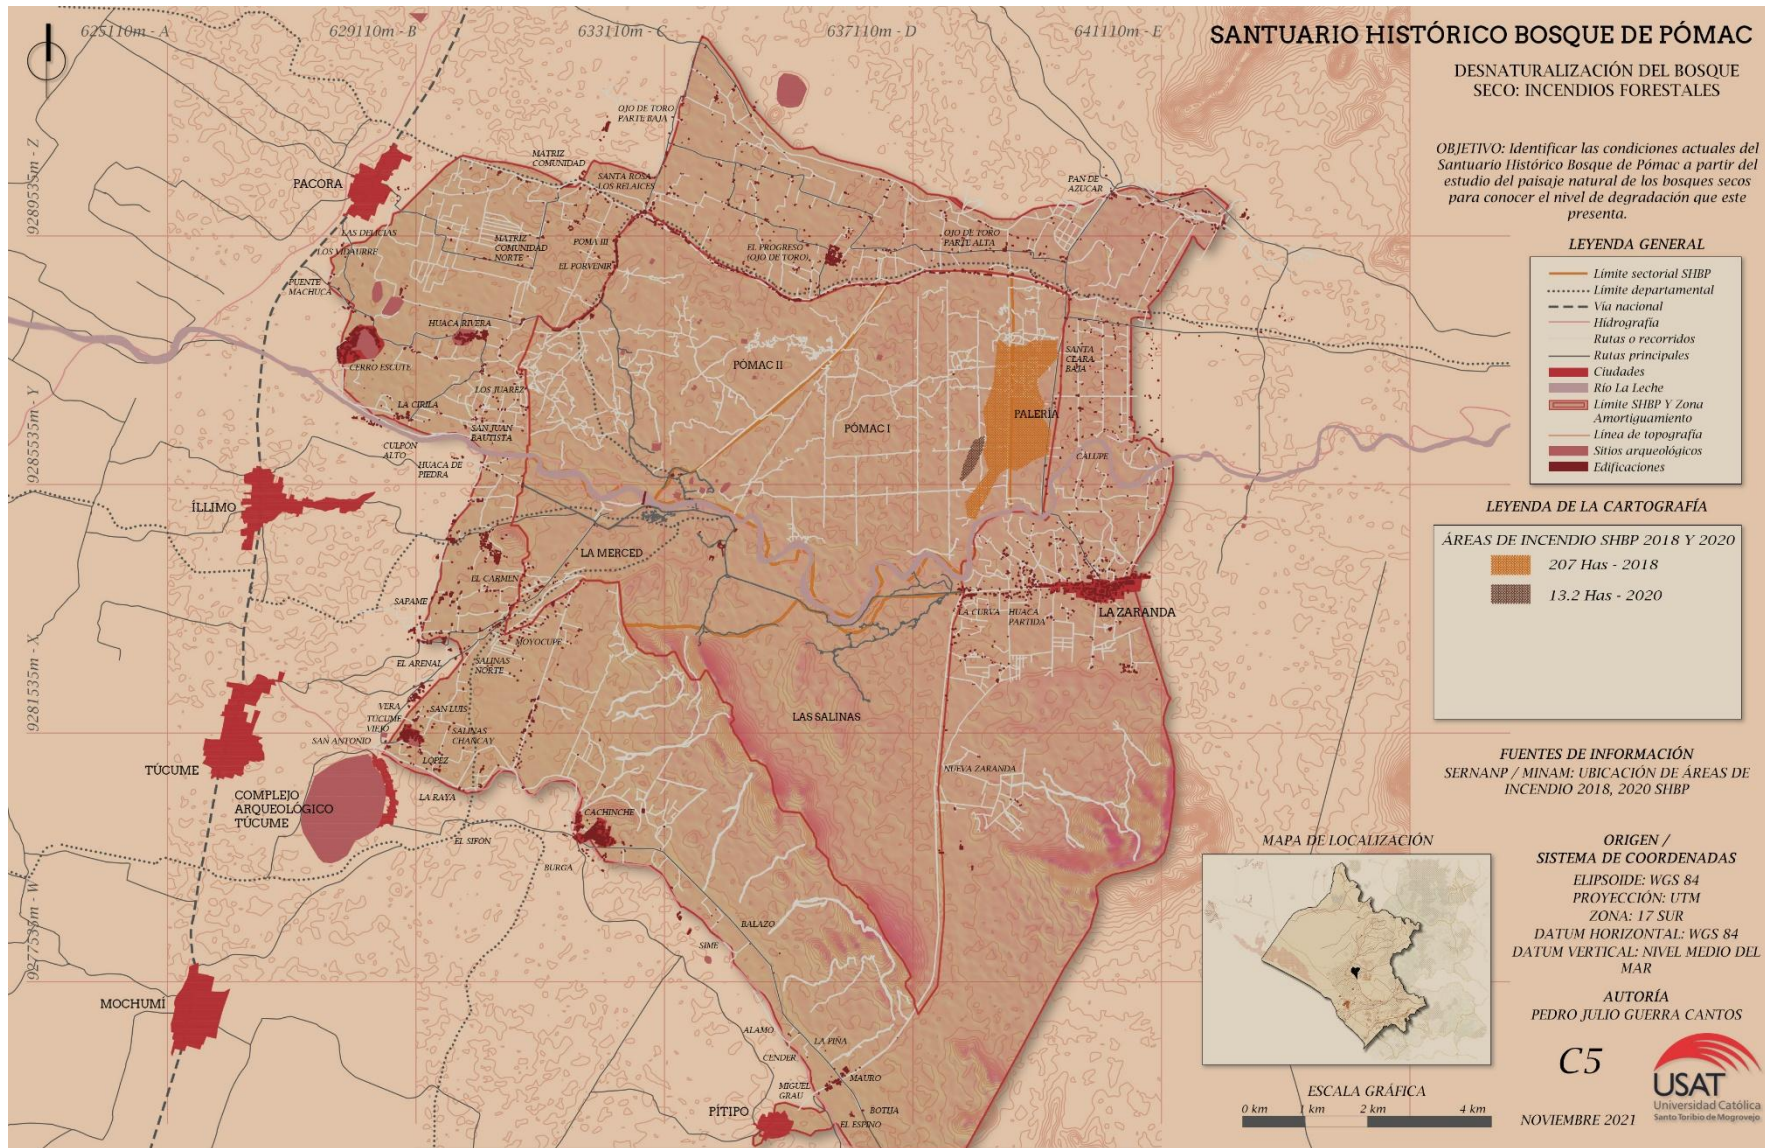 625110m - A
629110m - B
633110m - C
637110m - D
641110m - E
9289535m - Z
9285535m - Y
9281535m - X
9277535m - W
SANTUARIO HISTÓRICO BOSQUE DE PÓMAC
DESNATURALIZACIÓN DEL BOSQUE
SECO: INCENDIOS FORESTALES
OBJETIVO: Identificar las condiciones actuales del
Santuario Histórico Bosque de Pómac a partir del
estudio del paisaje natural de los bosques secos
para conocer el nivel de degradación que este
presenta.
LEYENDA GENERAL
Límite sectorial SHBP
Límite departamental
Vía nacional
Hidrografía
Rutas o recorridos
Rutas principales
Ciudades
Río La Leche
Límite SHBP Y Zona
Amortiguamiento
Línea de topografía
Sitios arqueológicos
Edificaciones
LEYENDA DE LA CARTOGRAFÍA
ÁREAS DE INCENDIO SHBP 2018 Y 2020
207 Has - 2018
13.2 Has - 2020
FUENTES DE INFORMACIÓN
SERNANP / MINAM: UBICACIÓN DE ÁREAS DE
INCENDIO 2018, 2020 SHBP
MAPA DE LOCALIZACIÓN
ORIGEN /
SISTEMA DE COORDENADAS
ELIPSOIDE: WGS 84
PROYECCIÓN: UTM
ZONA: 17 SUR
DATUM HORIZONTAL: WGS 84
DATUM VERTICAL: NIVEL MEDIO DEL
MAR
AUTORÍA
PEDRO JULIO GUERRA CANTOS
C5
NOVIEMBRE 2021
USAT
Universidad Católica
Santo Toribio de Mogrovejo
ESCALA GRÁFICA
0 km 1 km 2 km 4 km
OJO DE TORO
PARTE BAJA
MATRIZ
COMUNIDAD
SANTA ROSA
LOS RELAICES
PACORA
PAN DE
AZUCAR
LAS DELICIAS
LOS VIDAURRE
MATRIZ
COMUNIDAD
NORTE
POMA III
EL PORVENIR
EL PROGRESO
(OJO DE TORO)
OJO DE TORO
PARTE ALTA
PUENTE
MACHUCA
HUACA RIVERA
CERRO ESCUTE
PÓMAC II
SANTA
CLARA
BAJA
LOS JUAREZ
LA CIRILA
SAN JUAN
BAUTISTA
PÓMAC I
PALERÍA
CULPÓN
ALTO
HUACA DE
PIEDRA
CALUPE
ÍLLIMO
LA MERCED
EL CARMEN
SAPAME
LA CURVA
HUACA
PARTIDA
LA ZARANDA
MOYOCUPE
EL ARENAL
SALINAS
NORTE
VERA
TÚCUME
VIEJO
SAN LUIS
SALINAS
CHANCAY
SAN ANTONIO
LOPEZ
LAS SALINAS
NUEVA ZARANDA
TÚCUME
COMPLEJO
ARQUEOLÓGICO
TÚCUME
LA RAYA
CACHINCHE
EL SIFÓN
BURGA
BALAZO
SIME
MOCHUMÍ
ALAMO
LA PIÑA
CENDER
MAURO
MIGUEL
GRAU
PÍTIPO
BOTIJA
EL ESPINO